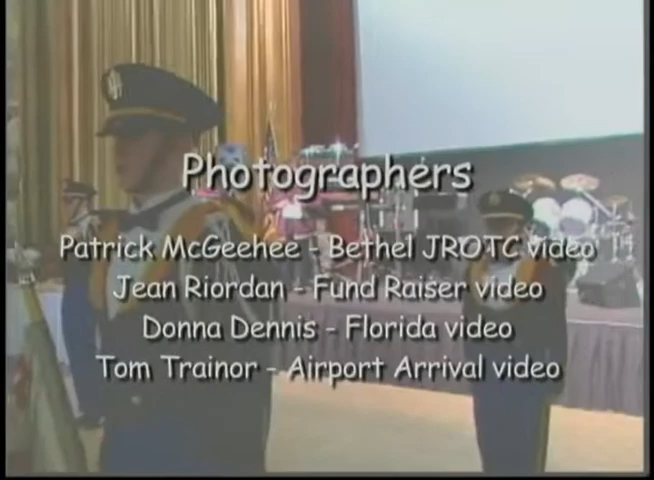 Photographers
Patrick McGeehee - Bethel JROTC video
Jean Riordan - Fund Raiser video
Donna Dennis - Florida video
Tom Trainor - Airport Arrival video